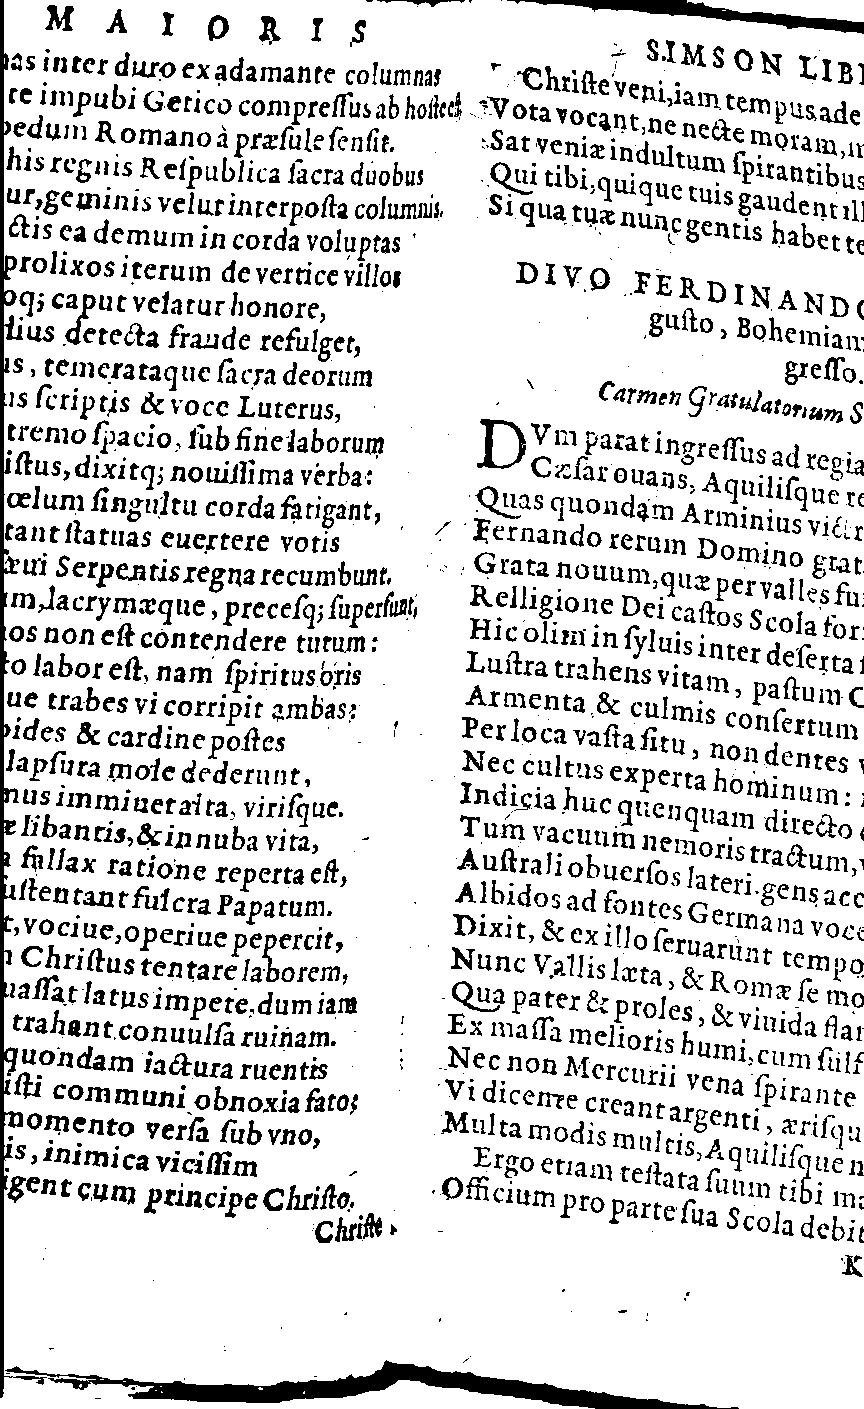 MAIORIS
nas inter duro ex adamante columnas
te impubi Getico compressus ab hoste est
pedum Romano à præsule sensit.
his regnis Respublica sacra duobus
ur, geminis velut interposita columnis.
ctis ea demum in corda voluptas
prolixos iterum de vertice villos
oq; caput velatur honore,
dius detecta fraude refulget,
us, temerataque sacra deorum
us scriptis & voce Luterus,
tremo spacio, sub fine laborum
istus, dixitq; nouissima verba:
cœlum singultu corda fatigant,
tant statuas euertere votis
sæui Serpentis regna recumbunt.
um, lacrymæque, precesq; supersunt,
nos non est contendere tutum:
to labor est, nam spiritus oris
ue trabes vi corripit ambas:
oides & cardine postes
lapsura mole dederunt,
nus imminet alta, virisque.
æ libantis, & innuba vita,
a fallax ratione reperta est,
ustentant fulcra Papatum.
t, vociue, operiue pepercit,
n Christus tentare laborem,
uassat latus impete, dum iam
trahant conuulsa ruinam.
quondam iactura ruentis
isti communi obnoxia fato;
momento versa sub vno,
is, inimica vicissim
igent cum principe Christo.
Christe
SIMSON LIBE
Christe veni, iam tempus ade
Vota vocant, ne necte moram, m
Sat veniæ indultum spirantibus
Qui tibi, quique tuis gaudent ill
Si qua tuæ nunc gentis habet te
DIVO FERDINANDO
gusto, Bohemiam
gresso.
Carmen Gratulatorium S
DVm parat ingressus ad regia
Cæsar ouans, Aquilisque re
Quas quondam Arminius victr
Fernando rerum Domino grat
Grata nouum, quæ per valles fu
Relligione Dei castos Scola for
Hic olim in syluis inter deserta
Lustra trahens vitam, pastum C
Armenta & culmis consertum
Per loca vasta situ, non dentes v
Nec cultus experta hominum:
Indicia huc quenquam directo
Tum vacuum nemoris tractum, v
Australi obuersos lateri gens acc
Albidos ad fontes Germana voce
Dixit, & ex illo seruarunt tempo
Nunc Vallis læta, & Romæ se mo
Qua pater & proles, & viuida flam
Ex massa melioris humi, cum sulf
Nec non Mercurii vena spirante
Vi dicente creant argenti, ærisqu
Multa modis multis, Aquilisque n
Ergo etiam testata suum tibi ma
Officium pro parte sua Scola debit
K